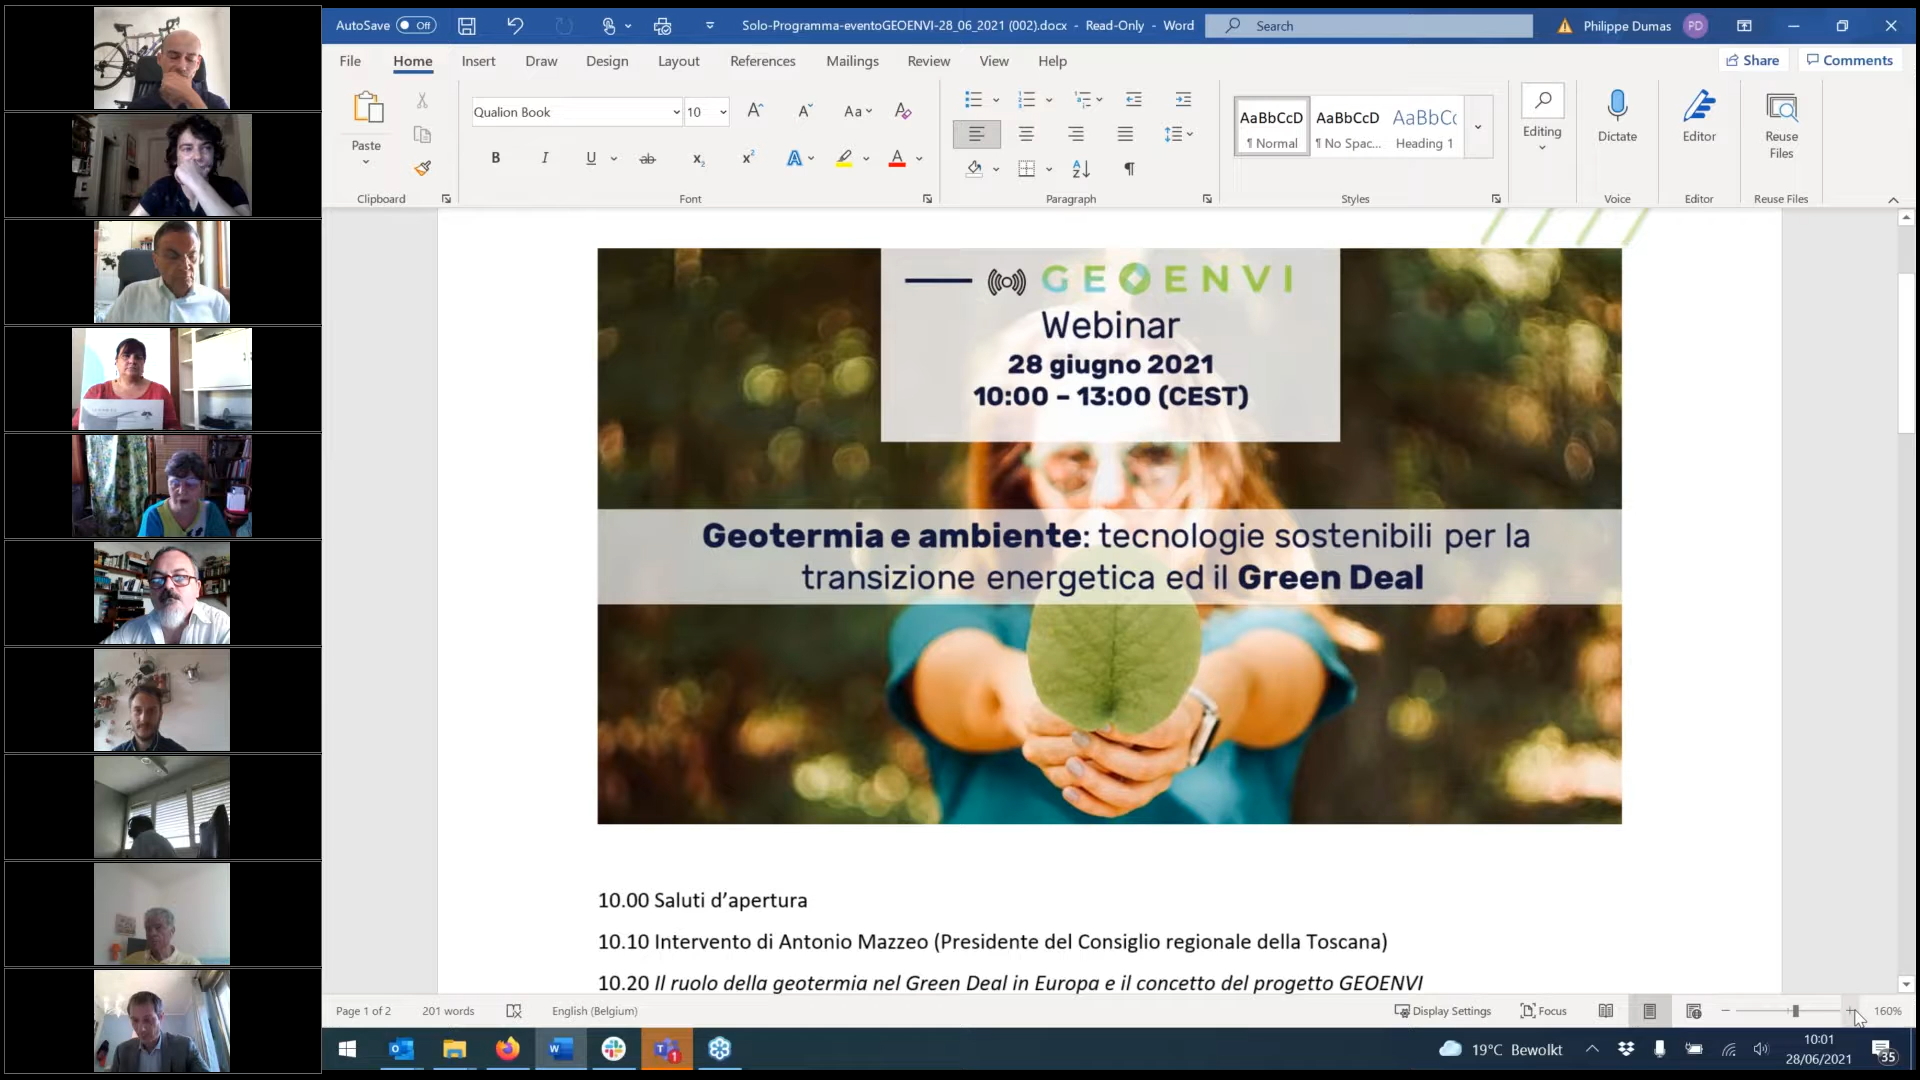 AutoSave Off
Solo-Programma-eventoGEOENVI-28_06_2021 (002).docx - Read-Only - Word
Search
Philippe Dumas PD
File Home Insert Draw Design Layout References Mailings Review View Help
Share Comments
Paste
Clipboard
Qualion Book 10
Aa
B I U ab x₂ x² A A
Font
Paragraph
AaBbCcD AaBbCcD AaBbCc
¶ Normal ¶ No Spac... Heading 1
Styles
Editing
Dictate
Voice
Editor
Editor
Reuse
Files
Reuse Files
GEOENVI
Webinar
28 giugno 2021
10:00 – 13:00 (CEST)
Geotermia e ambiente: tecnologie sostenibili per la
transizione energetica ed il Green Deal
10.00 Saluti d’apertura
10.10 Intervento di Antonio Mazzeo (Presidente del Consiglio regionale della Toscana)
10.20 Il ruolo della geotermia nel Green Deal in Europa e il concetto del progetto GEOENVI
Page 1 of 2 201 words English (Belgium) Display Settings Focus 160%
19°C Bewolkt
10:01
28/06/2021
35